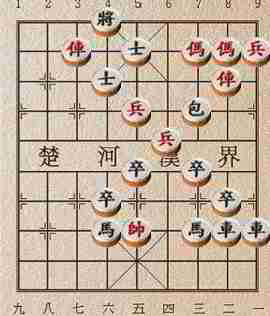 1 2 3 4 5 6 7 8 9
將
俥 士 傌 傌 兵
士 俥
兵 包
兵
楚 河 漢 界
卒 卒
卒 卒
馬 帥 馬 車 車
九 八 七 六 五 四 三 二 一